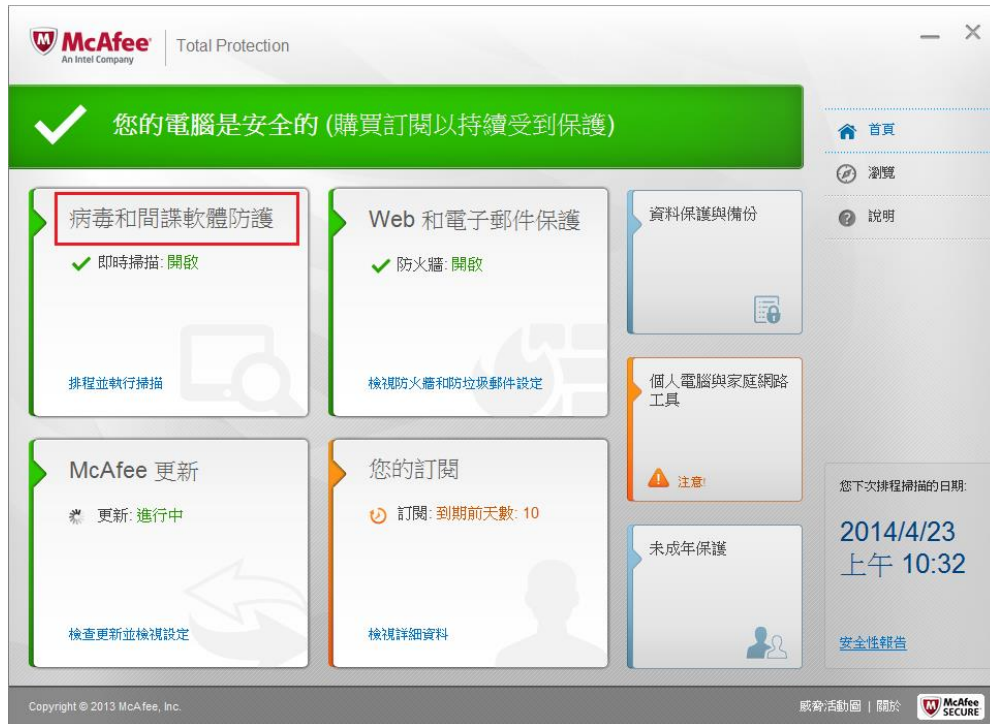 McAfee
An Intel Company
Total Protection
您的電腦是安全的 (購買訂閱以持續受到保護)
首頁
瀏覽
說明
病毒和間諜軟體防護
即時掃描: 開啟
排程並執行掃描
Web 和電子郵件保護
防火牆: 開啟
檢視防火牆和防垃圾郵件設定
資料保護與備份
個人電腦與家庭網路
工具
注意!
McAfee 更新
更新: 進行中
檢查更新並檢視設定
您的訂閱
訂閱: 到期前天數: 10
檢視詳細資料
未成年保護
您下次排程掃描的日期:
2014/4/23
上午 10:32
安全性報告
Copyright © 2013 McAfee, Inc.
威脅活動圖 | 關於
McAfee
SECURE